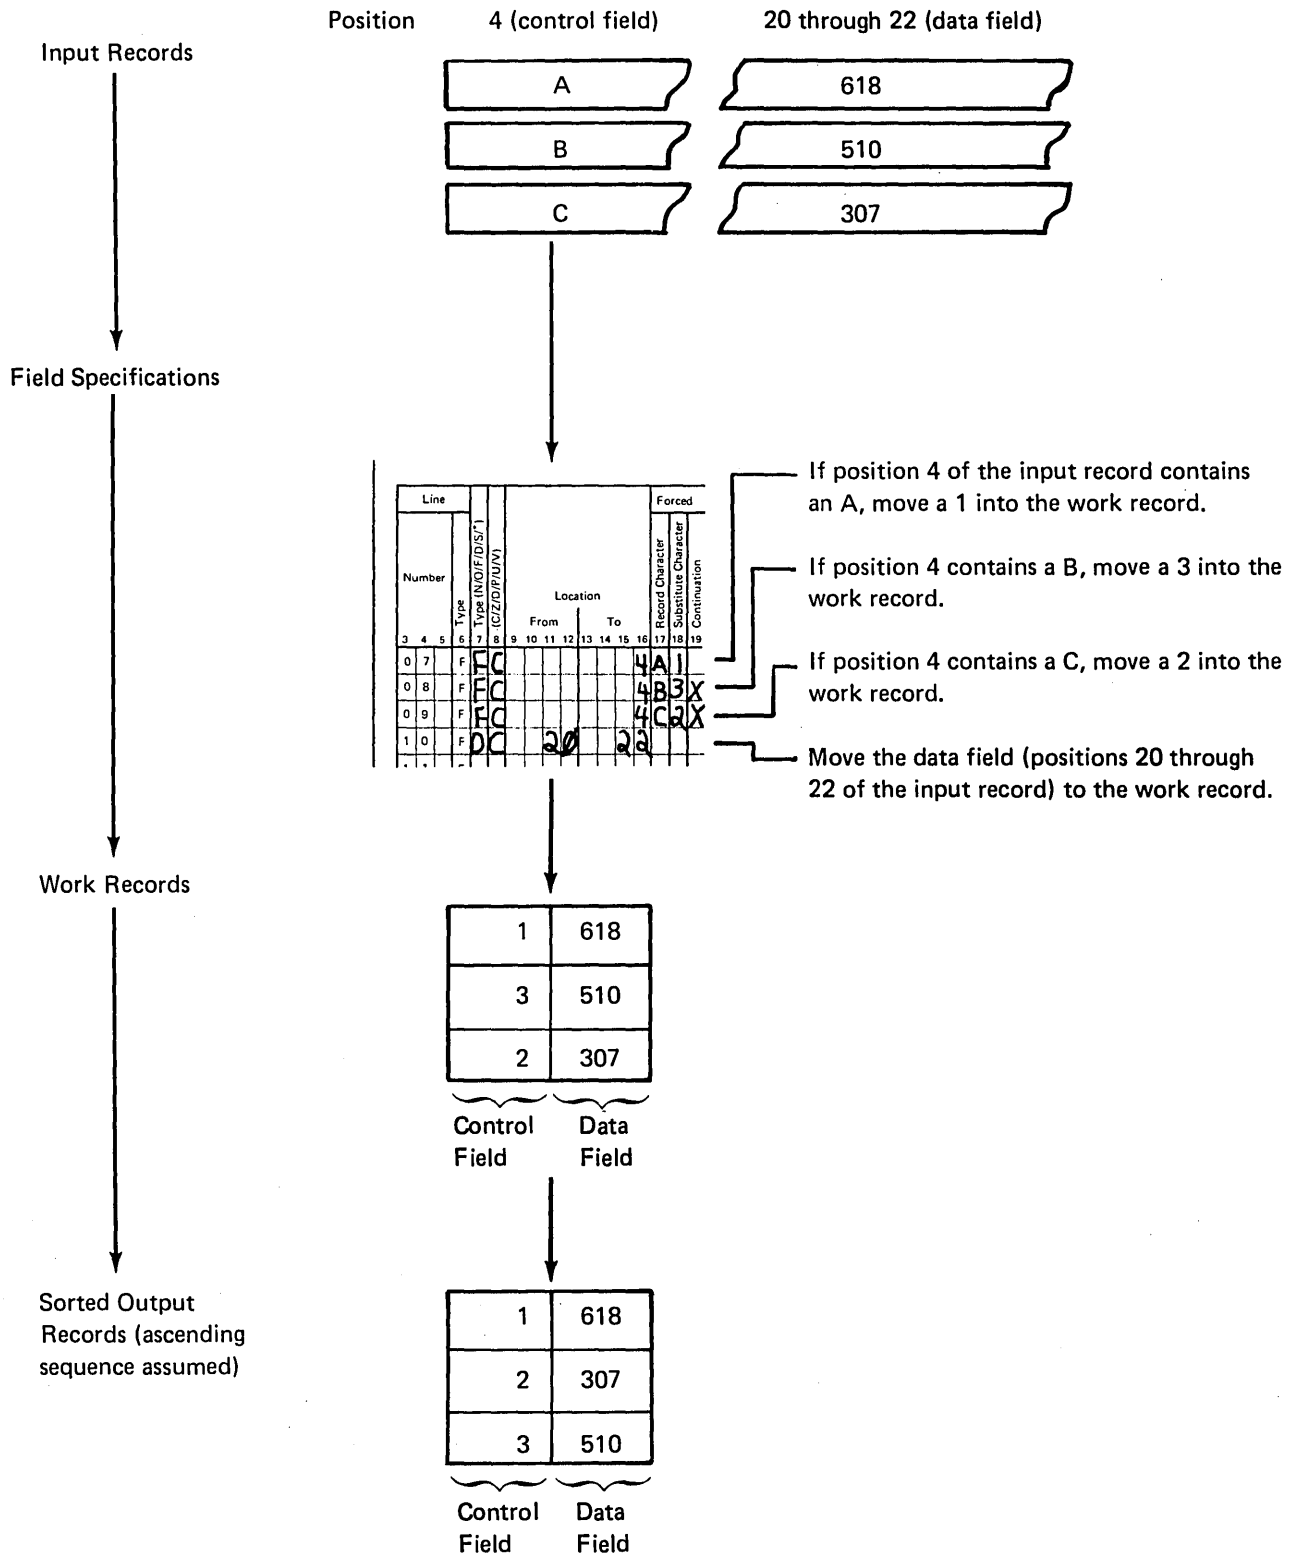 Position 4 (control field) 20 through 22 (data field)
Input Records
A 618
B 510
C 307
Field Specifications
If position 4 of the input record contains
an A, move a 1 into the work record.
If position 4 contains a B, move a 3 into the
work record.
If position 4 contains a C, move a 2 into the
work record.
Move the data field (positions 20 through
22 of the input record) to the work record.
Line Forced
Number
Type
Type (N/O/F/D/S/*)
(C/Z/D/P/U/V)
Location
From To
Record Character
Substitute Character
Continuation
3 4 5 6 7 8 9 10 11 12 13 14 15 16 17 18 19
0 7 F F C 4 A 1
0 8 F F C 4 B 3 X
0 9 F F C 4 C 2 X
1 0 F D C 20 22
Work Records
1 618
3 510
2 307
Control Data
Field Field
Sorted Output
Records (ascending
sequence assumed)
1 618
2 307
3 510
Control Data
Field Field